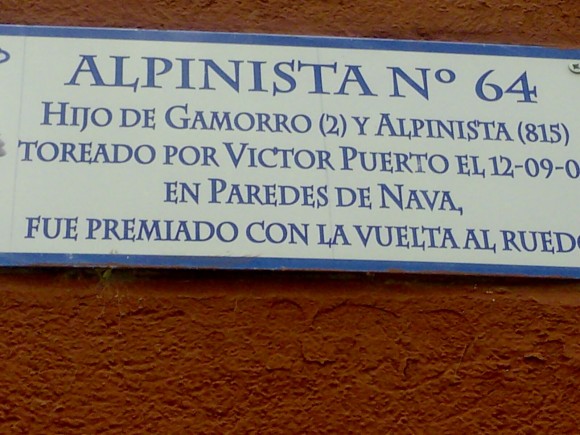 ALPINISTA Nº 64
HIJO DE GAMORRO (2) Y ALPINISTA (815)
TOREADO POR VICTOR PUERTO EL 12-09-0
EN PAREDES DE NAVA,
FUE PREMIADO CON LA VUELTA AL RUEDO